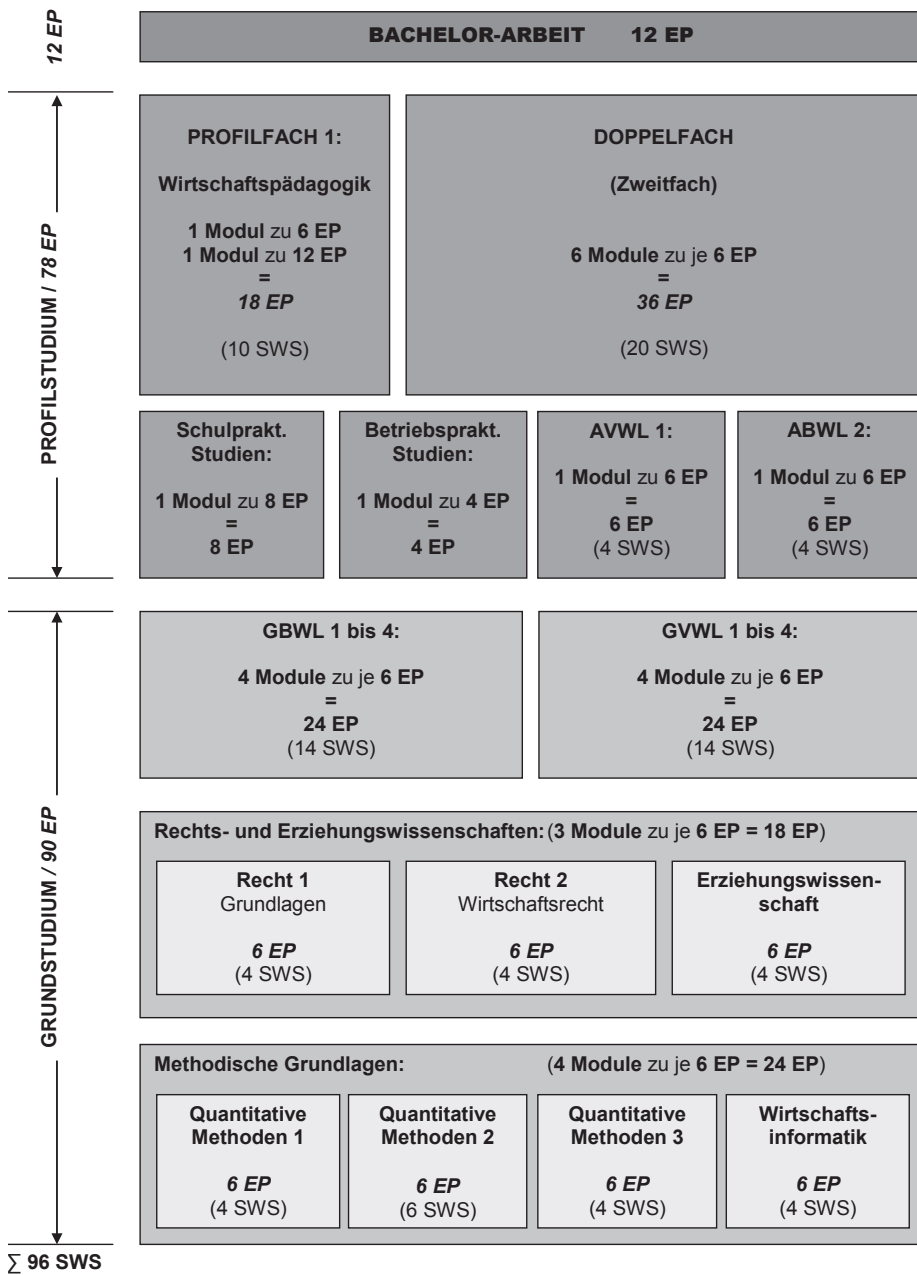 12 EP
BACHELOR-ARBEIT 12 EP
PROFILSTUDIUM / 78 EP
PROFILFACH 1:
Wirtschaftspädagogik
1 Modul zu 6 EP
1 Modul zu 12 EP
=
18 EP
(10 SWS)
DOPPELFACH
(Zweitfach)
6 Module zu je 6 EP
=
36 EP
(20 SWS)
Schulprakt.
Studien:
1 Modul zu 8 EP
=
8 EP
Betriebsprakt.
Studien:
1 Modul zu 4 EP
=
4 EP
AVWL 1:
1 Modul zu 6 EP
=
6 EP
(4 SWS)
ABWL 2:
1 Modul zu 6 EP
=
6 EP
(4 SWS)
GRUNDSTUDIUM / 90 EP
GBWL 1 bis 4:
4 Module zu je 6 EP
=
24 EP
(14 SWS)
GVWL 1 bis 4:
4 Module zu je 6 EP
=
24 EP
(14 SWS)
Rechts- und Erziehungswissenschaften: (3 Module zu je 6 EP = 18 EP)
Recht 1
Grundlagen
6 EP
(4 SWS)
Recht 2
Wirtschaftsrecht
6 EP
(4 SWS)
Erziehungswissen-
schaft
6 EP
(4 SWS)
Methodische Grundlagen: (4 Module zu je 6 EP = 24 EP)
Quantitative
Methoden 1
6 EP
(4 SWS)
Quantitative
Methoden 2
6 EP
(6 SWS)
Quantitative
Methoden 3
6 EP
(4 SWS)
Wirtschafts-
informatik
6 EP
(4 SWS)
∑ 96 SWS